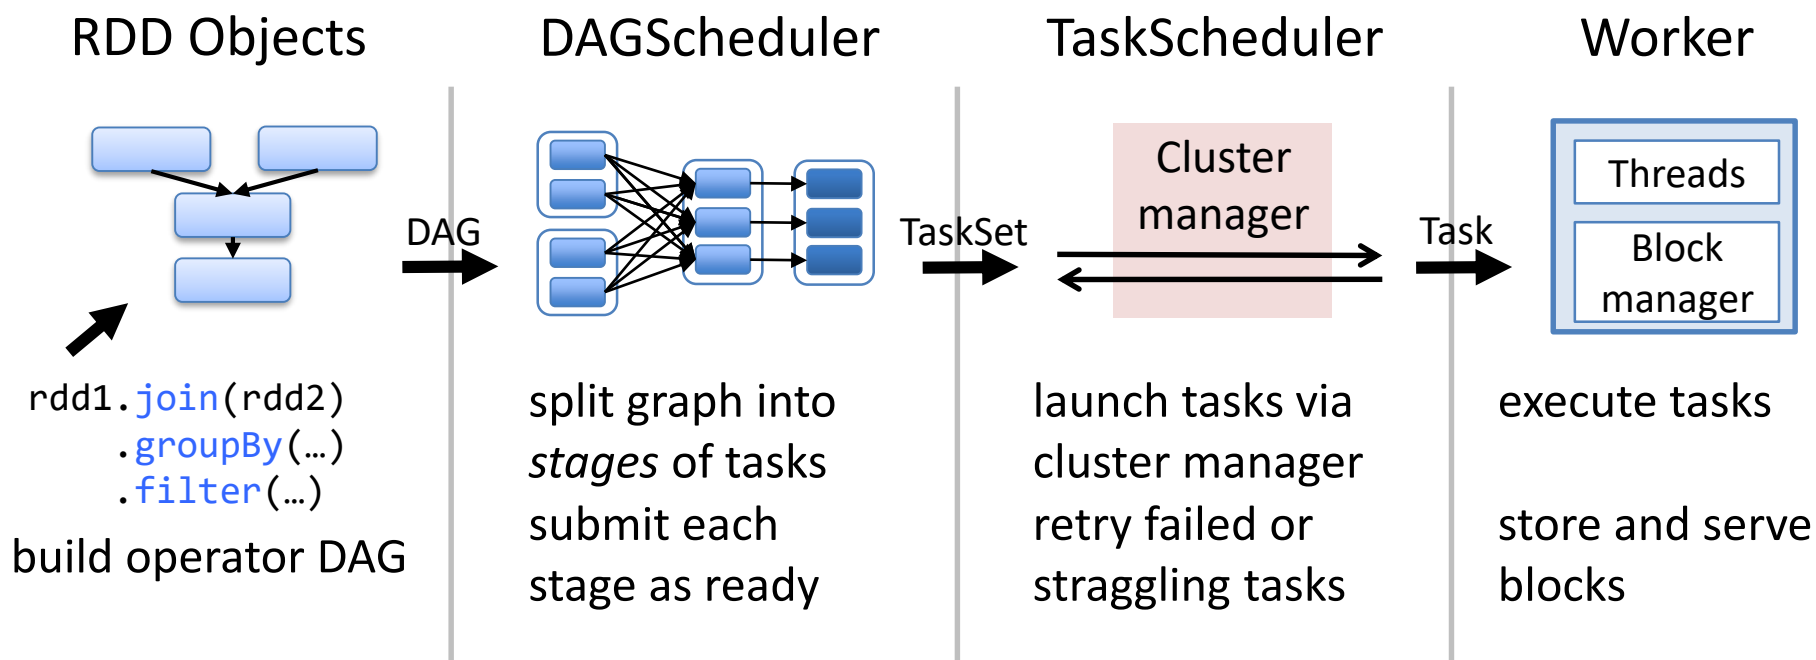 RDD Objects
rdd1.join(rdd2)
.groupBy(…)
.filter(…)
build operator DAG
DAG
DAGScheduler
split graph into
stages of tasks
submit each
stage as ready
TaskSet
TaskScheduler
Cluster
manager
launch tasks via
cluster manager
retry failed or
straggling tasks
Task
Worker
Threads
Block
manager
execute tasks
store and serve
blocks